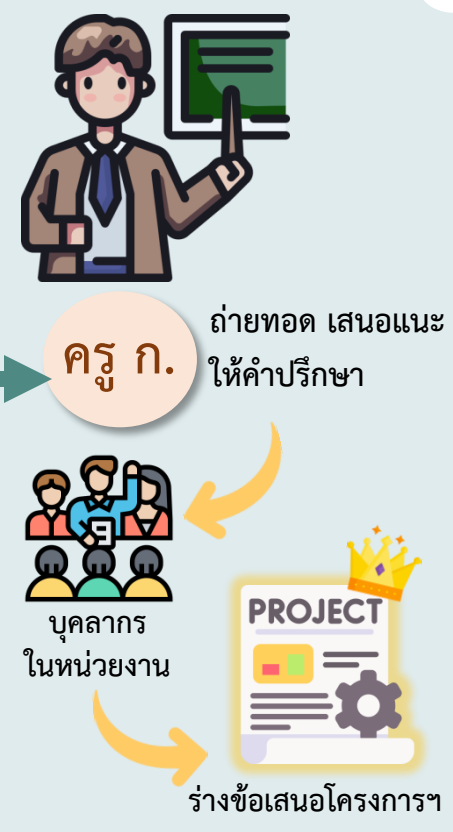 ครู ก.
ถ่ายทอด เสนอแนะ
ให้คำปรึกษา
บุคลากร
ในหน่วยงาน
PROJECT
ร่างข้อเสนอโครงการฯ